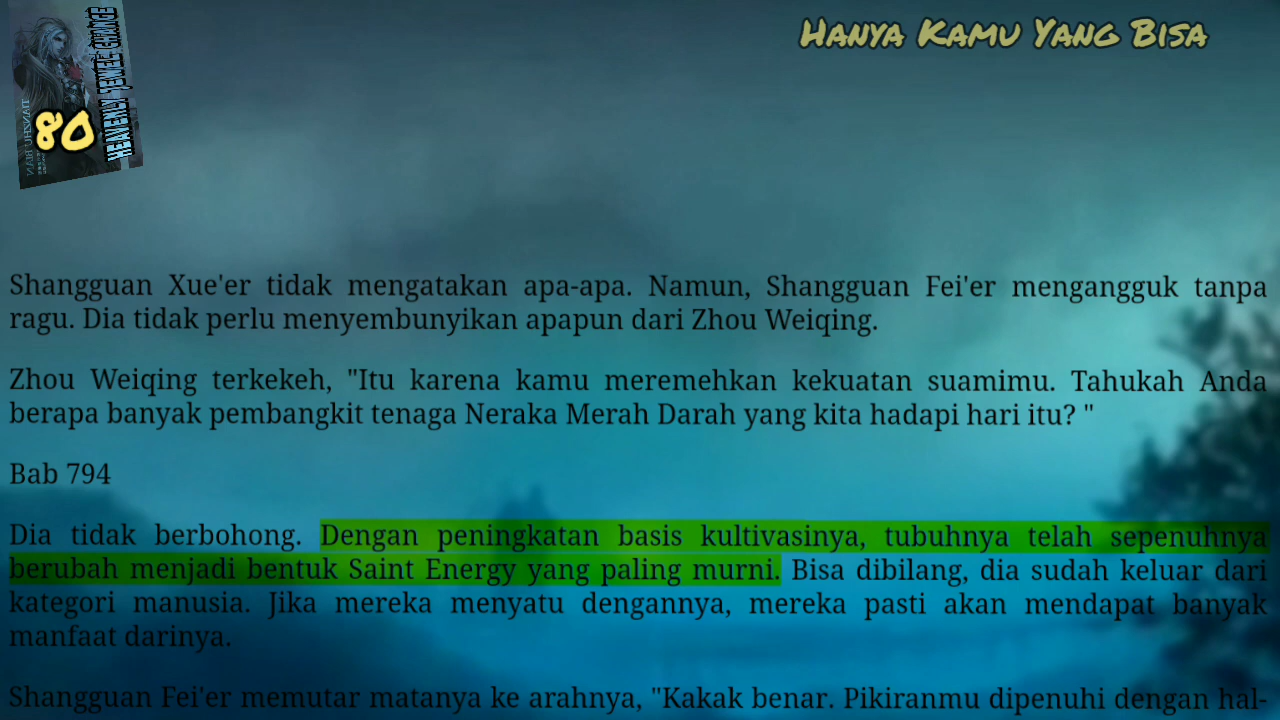 Hanya Kamu Yang Bisa
HEAVENLY JEWEL CHANGE
80
Shangguan Xue'er tidak mengatakan apa-apa. Namun, Shangguan Fei'er mengangguk tanpa
ragu. Dia tidak perlu menyembunyikan apapun dari Zhou Weiqing.
Zhou Weiqing terkekeh, "Itu karena kamu meremehkan kekuatan suamimu. Tahukah Anda
berapa banyak pembangkit tenaga Neraka Merah Darah yang kita hadapi hari itu? "
Bab 794
Dia tidak berbohong. Dengan peningkatan basis kultivasinya, tubuhnya telah sepenuhnya
berubah menjadi bentuk Saint Energy yang paling murni. Bisa dibilang, dia sudah keluar dari
kategori manusia. Jika mereka menyatu dengannya, mereka pasti akan mendapat banyak
manfaat darinya.
Shangguan Fei'er memutar matanya ke arahnya, "Kakak benar. Pikiranmu dipenuhi dengan hal-